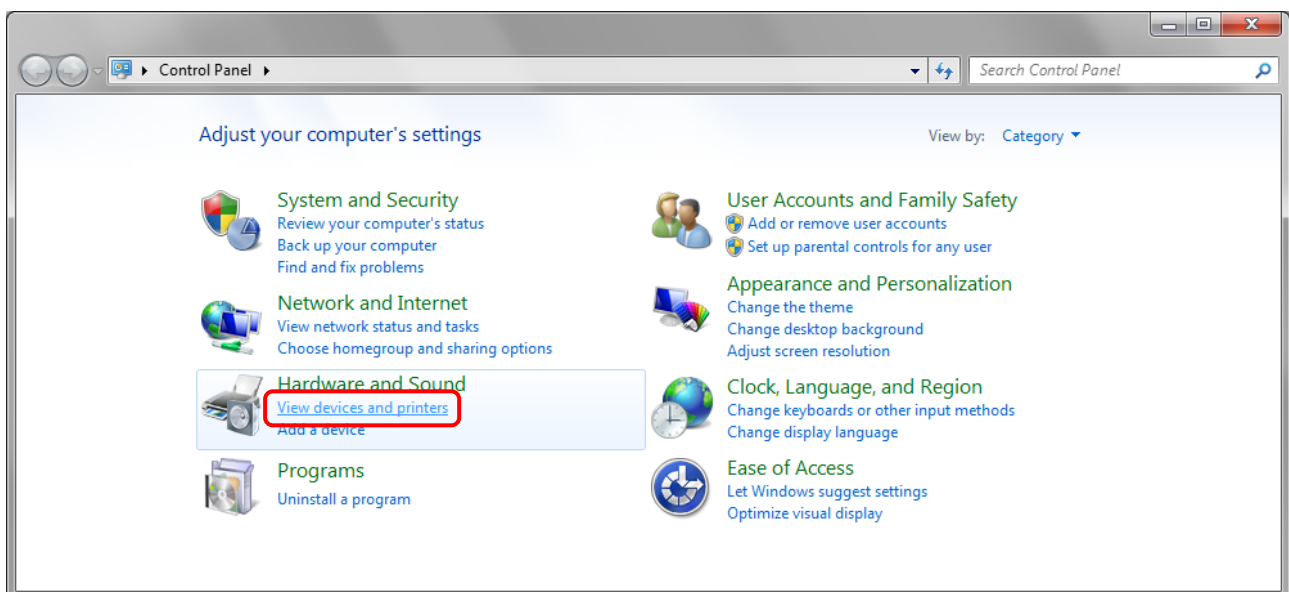 Control Panel
Search Control Panel
Adjust your computer's settings
View by: Category
System and Security
Review your computer's status
Back up your computer
Find and fix problems
Network and Internet
View network status and tasks
Choose homegroup and sharing options
Hardware and Sound
View devices and printers
Add a device
Programs
Uninstall a program
User Accounts and Family Safety
Add or remove user accounts
Set up parental controls for any user
Appearance and Personalization
Change the theme
Change desktop background
Adjust screen resolution
Clock, Language, and Region
Change keyboards or other input methods
Change display language
Ease of Access
Let Windows suggest settings
Optimize visual display